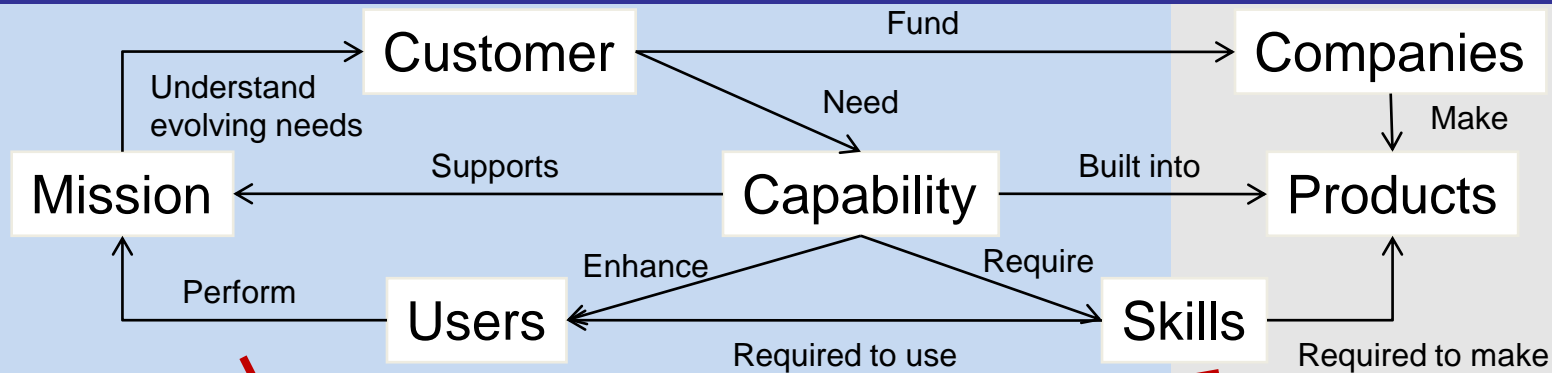 Fund
Customer
Companies
Understand
evolving needs
Need
Make
Supports
Built into
Mission
Capability
Products
Enhance
Require
Perform
Users
Skills
Required to use
Required to make